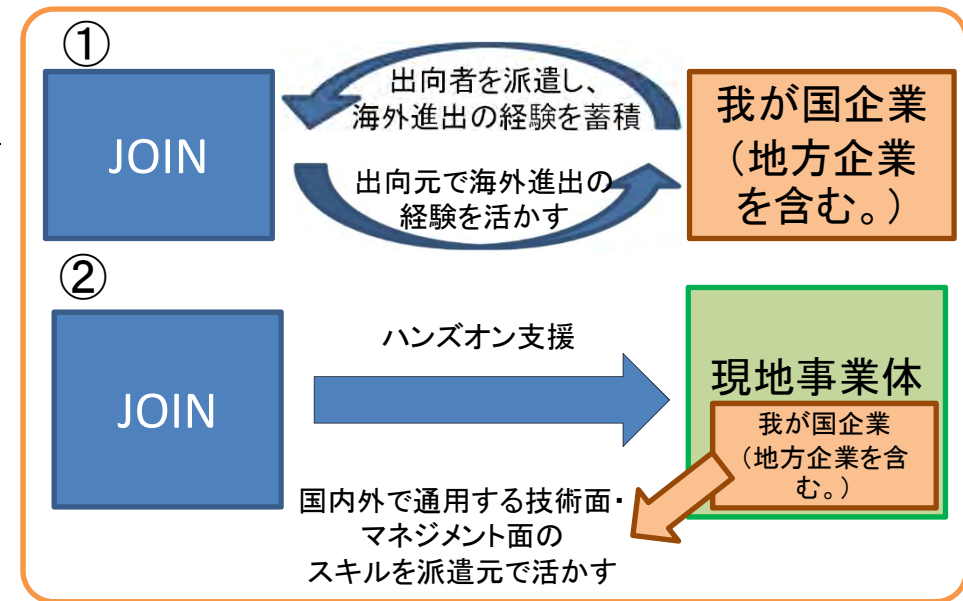 ①
JOIN
出向者を派遣し、
海外進出の経験を蓄積
出向元で海外進出の
経験を活かす
我が国企業
（地方企業
を含む。）
②
JOIN
ハンズオン支援
現地事業体
我が国企業
（地方企業を含
む。）
国内外で通用する技術面・
マネジメント面の
スキルを派遣元で活かす